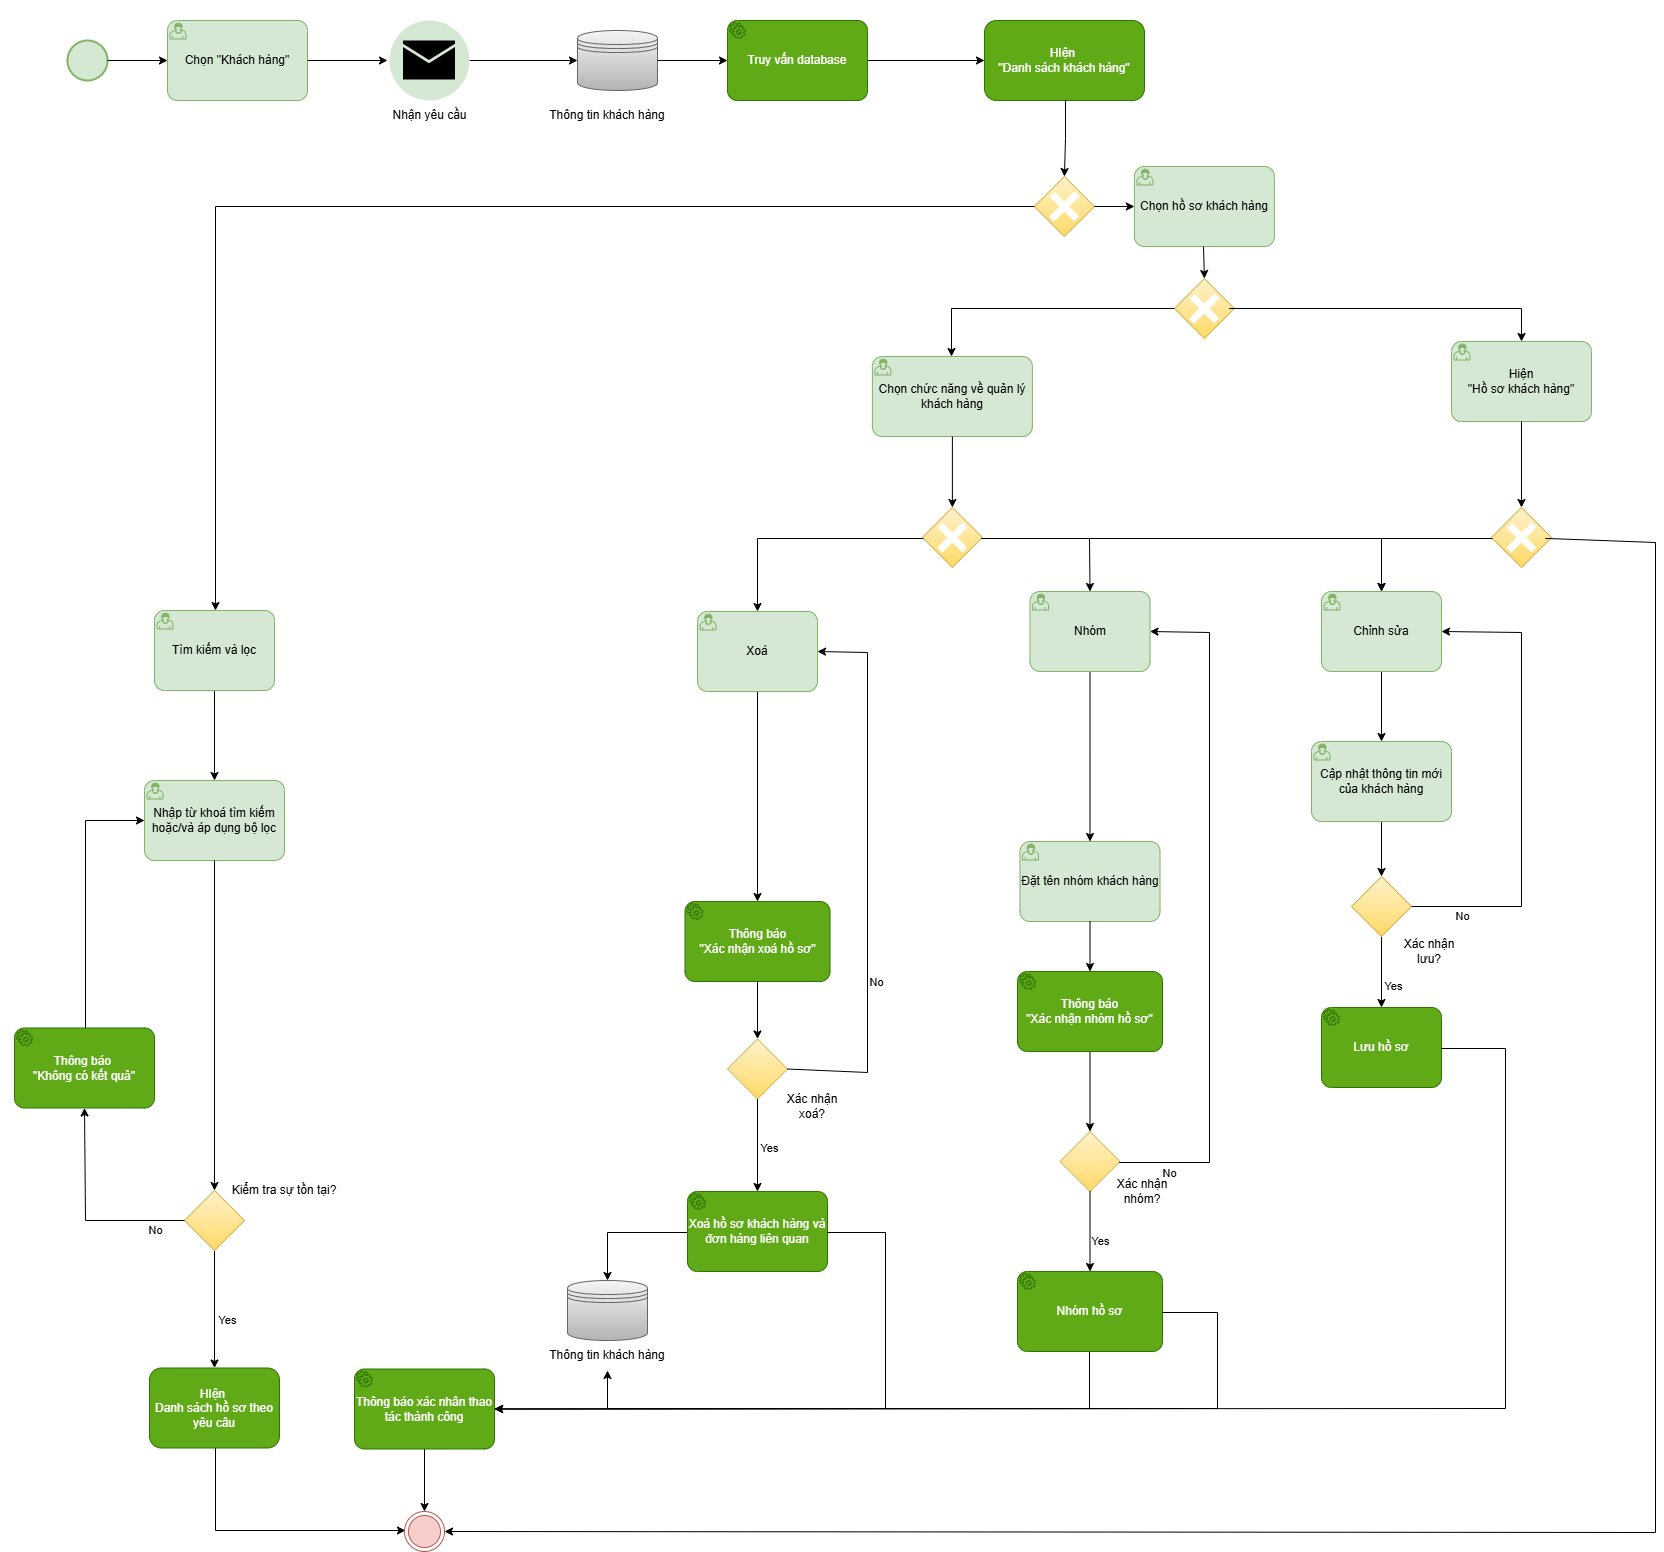 Chọn "Khách hàng"
Nhận yêu cầu
Thông tin khách hàng
Truy vấn database
Hiện
"Danh sách khách hàng"
Chọn hồ sơ khách hàng
Chọn chức năng về quản lý
khách hàng
Hiện
"Hồ sơ khách hàng"
Tìm kiếm và lọc
Xoá
Nhóm
Chỉnh sửa
Nhập từ khoá tìm kiếm
hoặc/và áp dụng bộ lọc
Cập nhật thông tin mới
của khách hàng
Đặt tên nhóm khách hàng
Thông báo
"Xác nhận xoá hồ sơ"
No
Xác nhận
lưu?
Yes
Thông báo
"Xác nhận nhóm hồ sơ"
No
Lưu hồ sơ
Thông báo
"Không có kết quả"
Xác nhận
xoá?
Yes
No
Xác nhận
nhóm?
Kiểm tra sự tồn tại?
No
Xoá hồ sơ khách hàng và
đơn hàng liên quan
Yes
Nhóm hồ sơ
Yes
Thông tin khách hàng
Hiện
Danh sách hồ sơ theo
yêu câu
Thông báo xác nhân thao
tác thành công